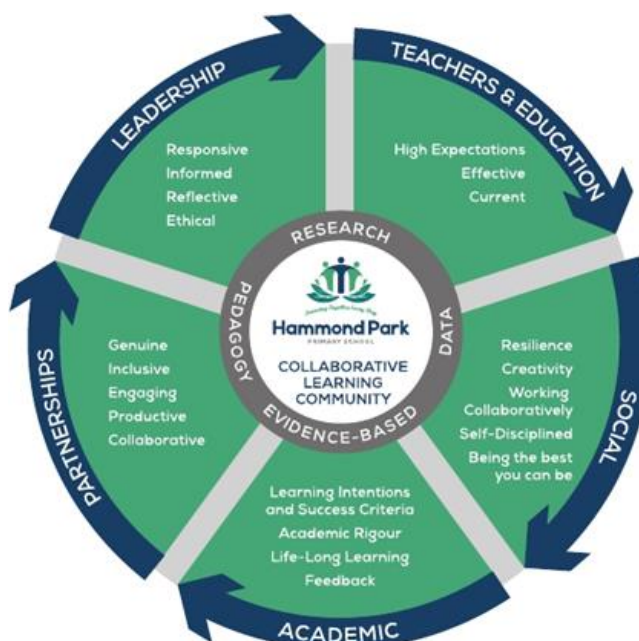 LEADERSHIP
Responsive
Informed
Reflective
Ethical
TEACHERS & EDUCATION
High Expectations
Effective
Current
SOCIAL
Resilience
Creativity
Working
Collaboratively
Self-Disciplined
Being the best
you can be
ACADEMIC
Learning Intentions
and Success Criteria
Academic Rigour
Life-Long Learning
Feedback
PARTNERSHIPS
Genuine
Inclusive
Engaging
Productive
Collaborative
RESEARCH
DATA
EVIDENCE-BASED
PEDAGOGY
Hammond Park
PRIMARY SCHOOL
COLLABORATIVE
LEARNING
COMMUNITY